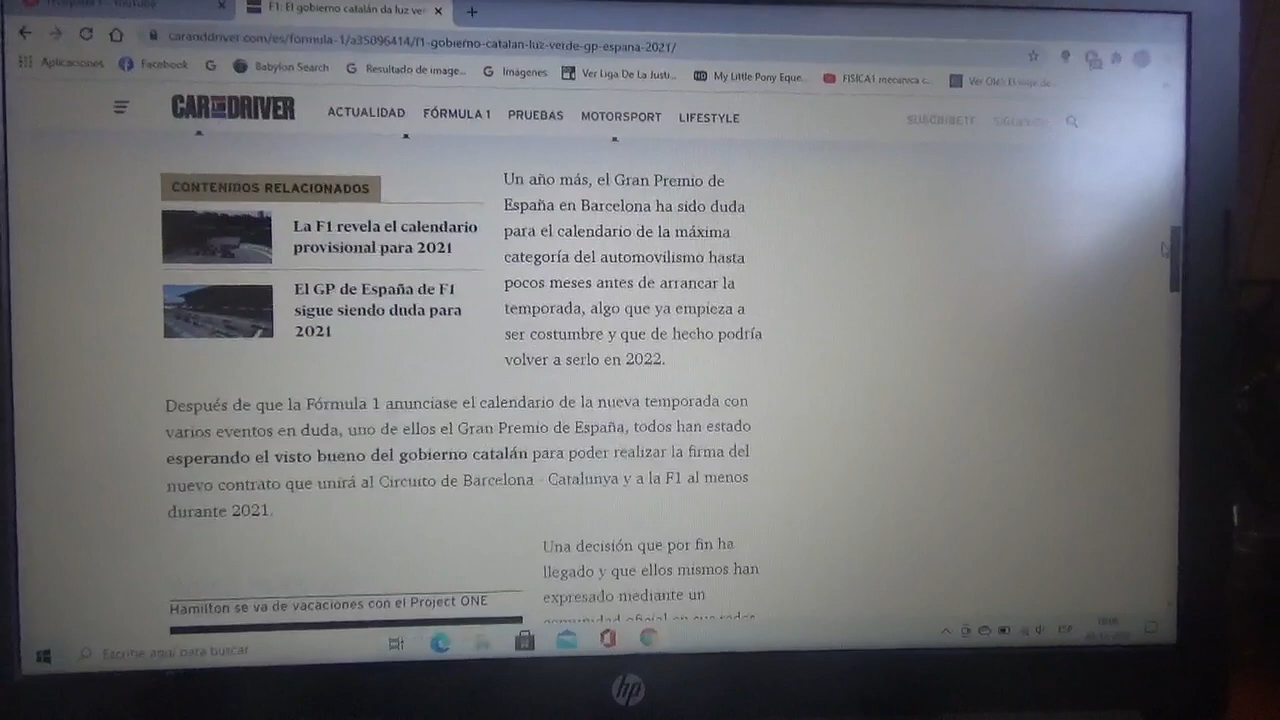 F1: El gobierno catalán da luz ve
caranddriver.com/es/formula-1/a35096414/f1-gobierno-catalan-luz-verde-gp-espana-2021/
Aplicaciones Facebook Babylon Search Resultado de image... Imágenes Ver Liga De La Justi... My Little Pony Eque... FISICA1 mecanica c...
CAR AND DRIVER ACTUALIDAD FÓRMULA 1 PRUEBAS MOTORSPORT LIFESTYLE SUSCRÍBETE
CONTENIDOS RELACIONADOS
La F1 revela el calendario
provisional para 2021
El GP de España de F1
sigue siendo duda para
2021
Un año más, el Gran Premio de
España en Barcelona ha sido duda
para el calendario de la máxima
categoría del automovilismo hasta
pocos meses antes de arrancar la
temporada, algo que ya empieza a
ser costumbre y que de hecho podría
volver a serlo en 2022.
Después de que la Fórmula 1 anunciase el calendario de la nueva temporada con
varios eventos en duda, uno de ellos el Gran Premio de España, todos han estado
esperando el visto bueno del gobierno catalán para poder realizar la firma del
nuevo contrato que unirá al Circuito de Barcelona - Catalunya y a la F1 al menos
durante 2021.
Una decisión que por fin ha
llegado y que ellos mismos han
expresado mediante un
Hamilton se va de vacaciones con el Project ONE
Escribe aquí para buscar
ESP
hp